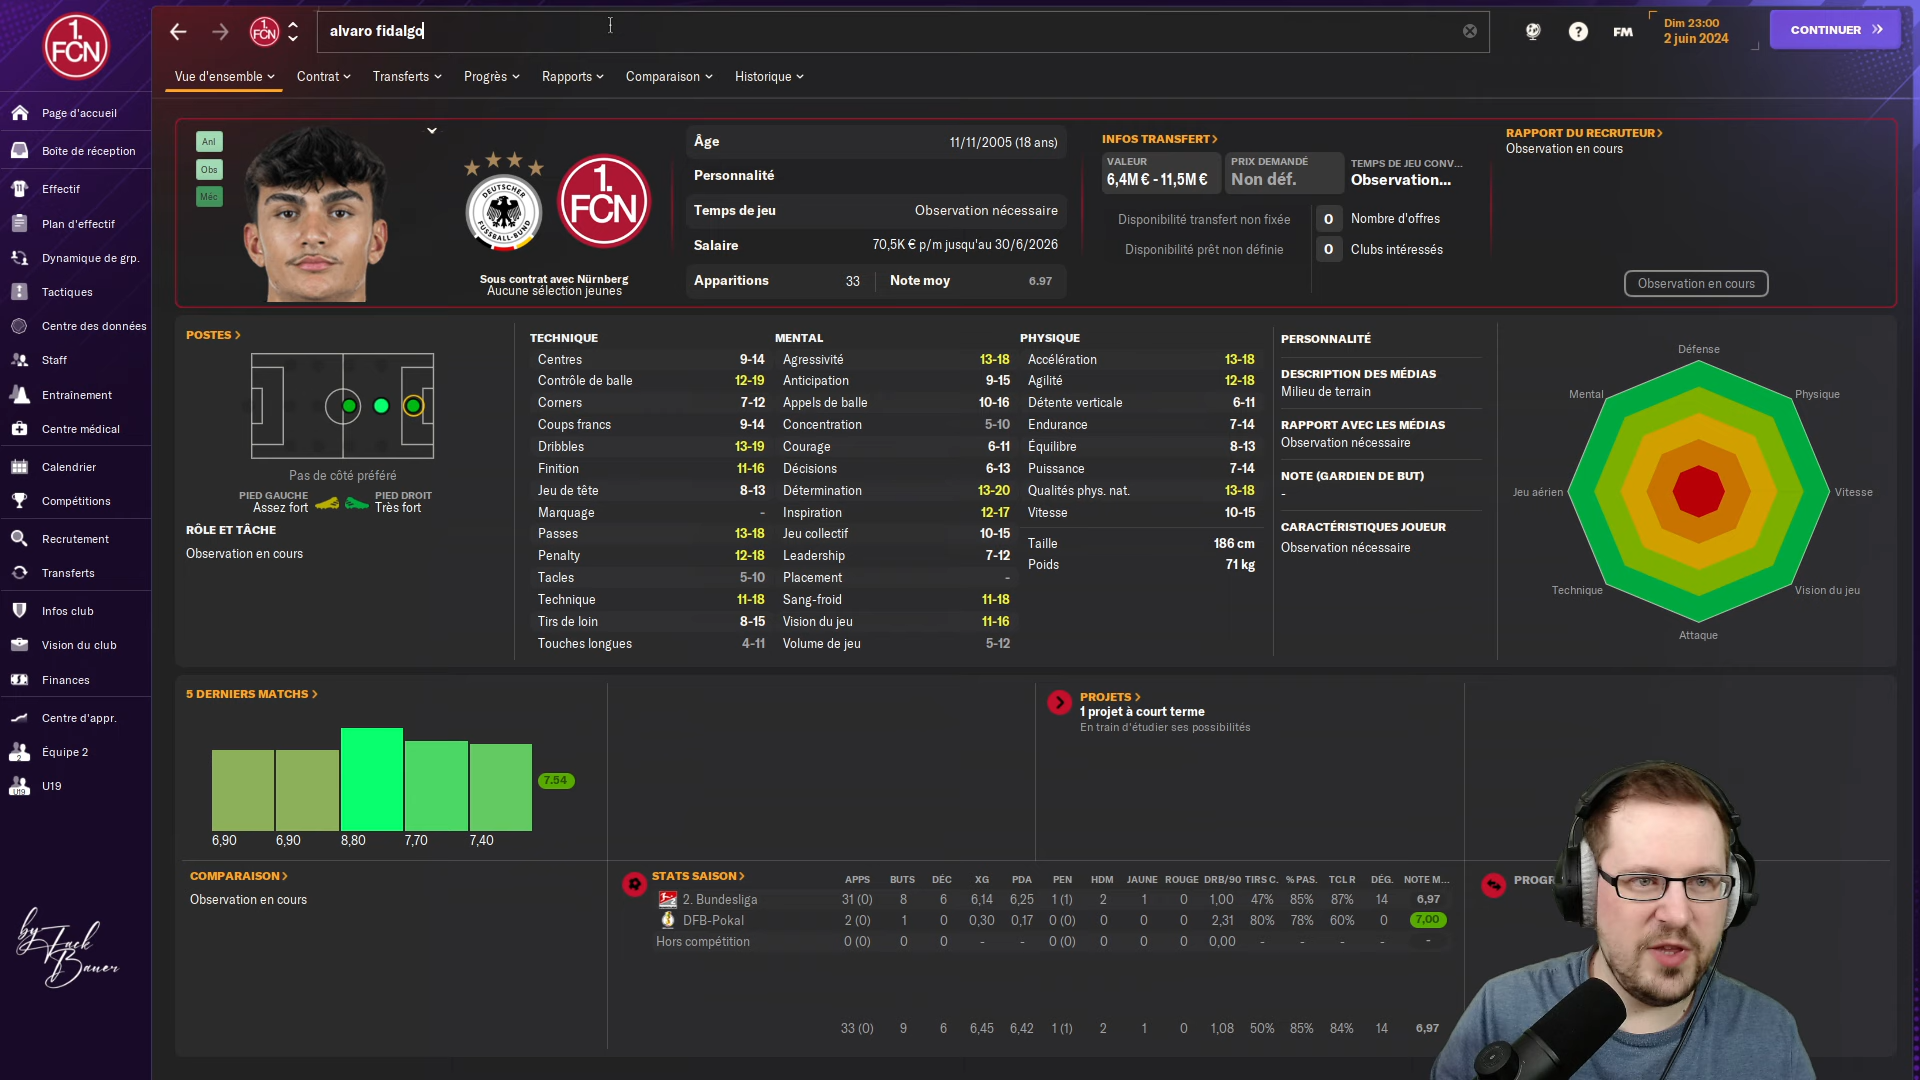 1.
FCN
alvaro fidalgo
?
FM
Dim 23:00
2 juin 2024
CONTINUER
Vue d'ensemble
Contrat
Transferts
Progrès
Rapports
Comparaison
Historique
Page d'accueil
Boîte de réception
Effectif
Plan d'effectif
Dynamique de grp.
Tactiques
Centre des données
Staff
Entraînement
Centre médical
Calendrier
Compétitions
Recrutement
Transferts
Infos club
Vision du club
Finances
Centre d'appr.
Équipe 2
U19
by Jack Bauer
Anl
Obs
Méc
DEUTSCHER
FUSSBALL-BUND
1.
FCN
Sous contrat avec Nürnberg
Aucune sélection jeunes
Âge 11/11/2005 (18 ans)
Personnalité
Temps de jeu Observation nécessaire
Salaire 70,5K € p/m jusqu'au 30/6/2026
Apparitions 33 Note moy 6.97
INFOS TRANSFERT
VALEUR
6,4M € - 11,5M €
PRIX DEMANDÉ
Non déf.
TEMPS DE JEU CONV...
Observation...
Disponibilité transfert non fixée
Disponibilité prêt non définie
0 Nombre d'offres
0 Clubs intéressés
RAPPORT DU RECRUTEUR
Observation en cours
Observation en cours
POSTES
Pas de côté préféré
PIED GAUCHE
Assez fort
PIED DROIT
Très fort
RÔLE ET TÂCHE
Observation en cours
TECHNIQUE
Centres 9-14
Contrôle de balle 12-19
Corners 7-12
Coups francs 9-14
Dribbles 13-19
Finition 11-16
Jeu de tête 8-13
Marquage -
Passes 13-18
Penalty 12-18
Tacles 5-10
Technique 11-18
Tirs de loin 8-15
Touches longues 4-11
MENTAL
Agressivité 13-18
Anticipation 9-15
Appels de balle 10-16
Concentration 5-10
Courage 6-11
Décisions 6-13
Détermination 13-20
Inspiration 12-17
Jeu collectif 10-15
Leadership 7-12
Placement -
Sang-froid 11-18
Vision du jeu 11-16
Volume de jeu 5-12
PHYSIQUE
Accélération 13-18
Agilité 12-18
Détente verticale 6-11
Endurance 7-14
Équilibre 8-13
Puissance 7-14
Qualités phys. nat. 13-18
Vitesse 10-15
Taille 186 cm
Poids 71 kg
PERSONNALITÉ
DESCRIPTION DES MÉDIAS
Milieu de terrain
RAPPORT AVEC LES MÉDIAS
Observation nécessaire
NOTE (GARDIEN DE BUT)
-
CARACTÉRISTIQUES JOUEUR
Observation nécessaire
Défense
Mental
Physique
Jeu aérien
Vitesse
Technique
Vision du jeu
Attaque
5 DERNIERS MATCHS
7.54
6,90 6,90 8,80 7,70 7,40
PROJETS
1 projet à court terme
En train d'étudier ses possibilités
COMPARAISON
Observation en cours
STATS SAISON APPS BUTS DÉC XG PDA PEN HDM JAUNE ROUGE DRB/90 TIRS C. % PAS. TCL R DÉG. NOTE M...
2. Bundesliga 31 (0) 8 6 6,14 6,25 1 (1) 2 1 0 1,00 47% 85% 87% 14 6,97
DFB-Pokal 2 (0) 1 0 0,30 0,17 0 (0) 0 0 0 2,31 80% 78% 60% 0 7,00
Hors compétition 0 (0) 0 0 - - 0 (0) 0 0 0 0,00 - - - - -
33 (0) 9 6 6,45 6,42 1 (1) 2 1 0 1,08 50% 85% 84% 14 6,97
PROGR